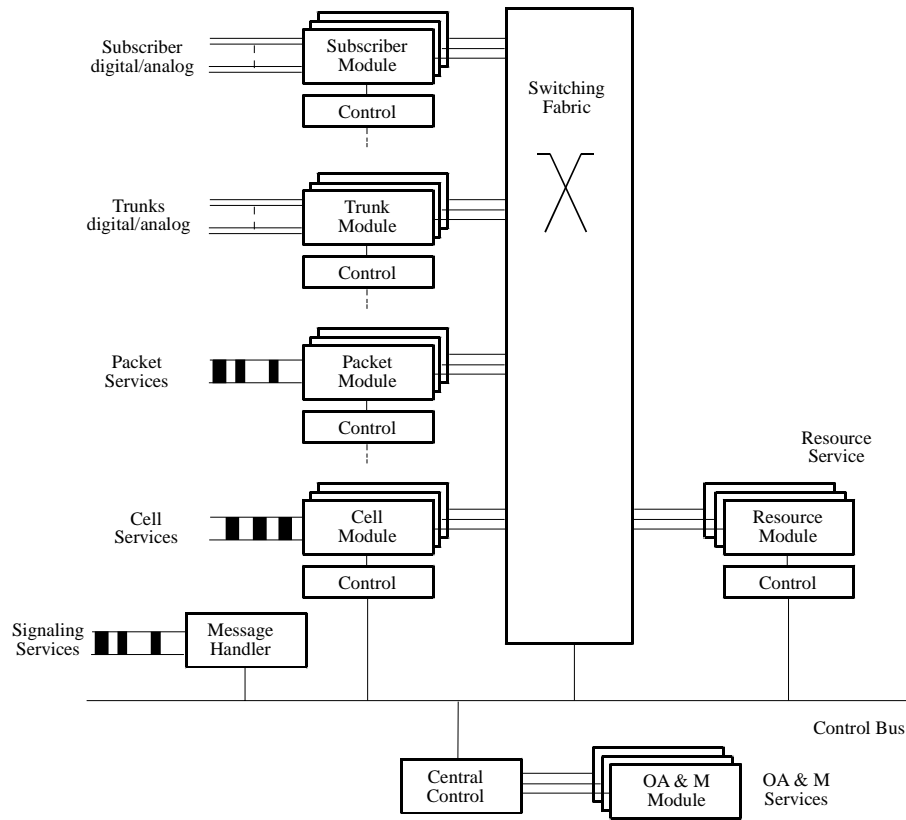 Subscriber
digital/analog
Subscriber
Module
Control
Switching
Fabric
Trunks
digital/analog
Trunk
Module
Control
Packet
Services
Packet
Module
Control
Resource
Service
Cell
Services
Cell
Module
Control
Resource
Module
Control
Signaling
Services
Message
Handler
Control Bus
Central
Control
OA & M
Module
OA & M
Services